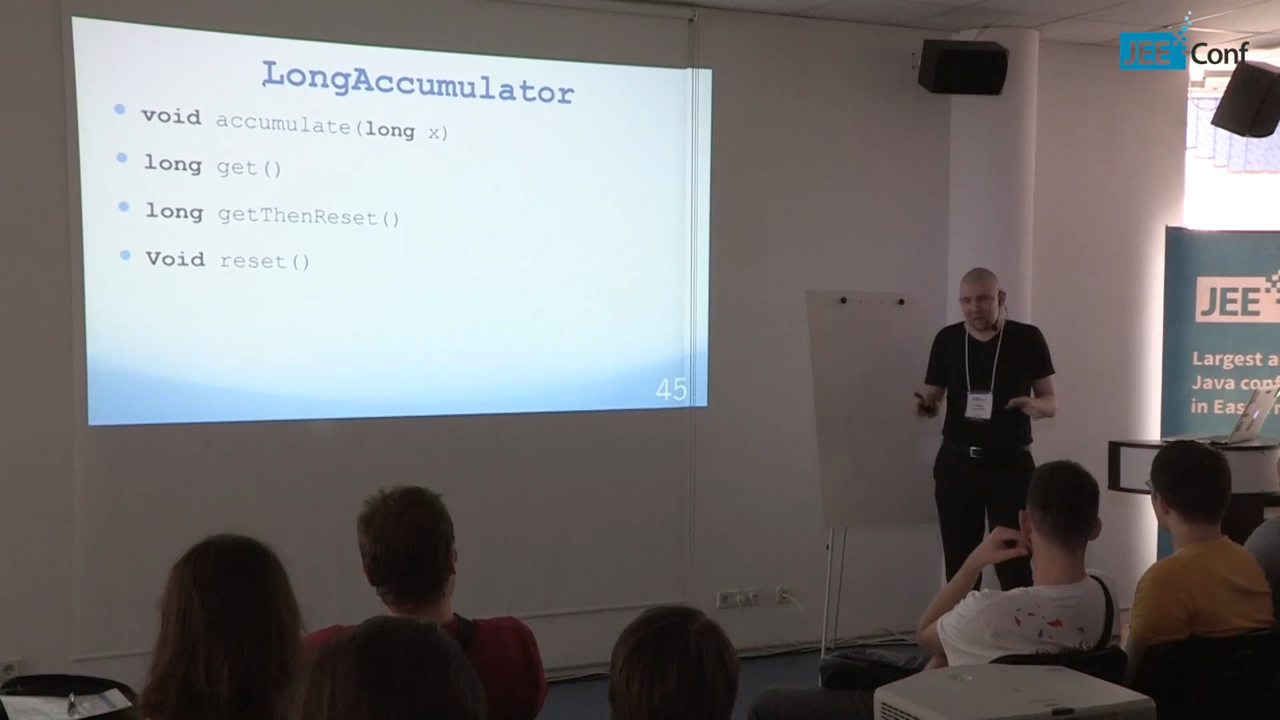 LongAccumulator
void accumulate(long x)
long get()
long getThenReset()
Void reset()
45
JEE Conf
JEE
Largest a
Java conf
in Eas